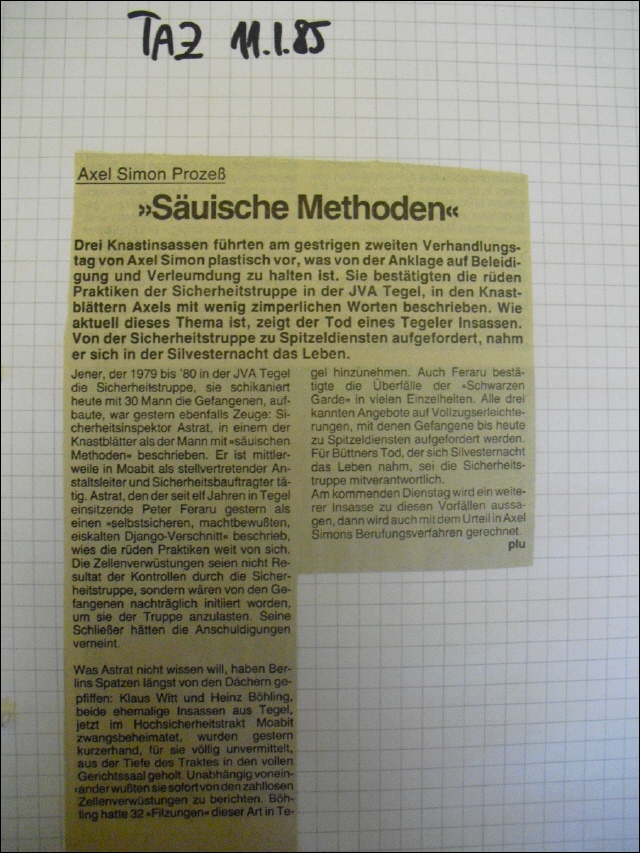 TAZ 11.1.85
Axel Simon Prozeß
»Säuische Methoden«
Drei Knastinsassen führten am gestrigen zweiten Verhandlungs-
tag von Axel Simon plastisch vor, was von der Anklage auf Beleidi-
gung und Verleumdung zu halten ist. Sie bestätigten die rüden
Praktiken der Sicherheitstruppe in der JVA Tegel, in den Knast-
blättern Axels mit wenig zimperlichen Worten beschrieben. Wie
aktuell dieses Thema ist, zeigt der Tod eines Tegeler Insassen.
Von der Sicherheitstruppe zu Spitzeldiensten aufgefordert, nahm
er sich in der Silvesternacht das Leben.
Jener, der 1979 bis '80 in der JVA Tegel
die Sicherheitstruppe, sie schikaniert
heute mit 30 Mann die Gefangenen, auf-
baute, war gestern ebenfalls Zeuge: Si-
cherheitsinspektor Astrat, in einem der
Knastblätter als der Mann mit »säuischen
Methoden« beschrieben. Er ist mittler-
weile in Moabit als stellvertretender An-
staltsleiter und Sicherheitsbauftragter tä-
tig. Astrat, den der seit elf Jahren in Tegel
einsitzende Peter Feraru gestern als
einen »selbstsicheren, machtbewußten,
eiskalten Django-Verschnitt« beschrieb,
wies die rüden Praktiken weit von sich.
Die Zellenverwüstungen seien nicht Re-
sultat der Kontrollen durch die Sicher-
heitstruppe, sondern wären von den Ge-
fangenen nachträglich initiiert worden,
um sie der Truppe anzulasten. Seine
Schließer hätten die Anschuldigungen
verneint.
Was Astrat nicht wissen will, haben Ber-
lins Spatzen längst von den Dächern ge-
pfiffen: Klaus Witt und Heinz Böhling,
beide ehemalige Insassen aus Tegel,
jetzt im Hochsicherheitstrakt Moabit
zwangsbeheimatet, wurden gestern
kurzerhand, für sie völlig unvermittelt,
aus der Tiefe des Traktes in den vollen
Gerichtssaal geholt. Unabhängig vonein-
ander wußten sie sofort von den zahllosen
Zellenverwüstungen zu berichten. Böh-
ling hatte 32 »Filzungen« dieser Art in Te-
gel hinzunehmen. Auch Feraru bestä-
tigte die Überfälle der »Schwarzen
Garde« in vielen Einzelheiten. Alle drei
kannten Angebote auf Vollzugserleichte-
rungen, mit denen Gefangene bis heute
zu Spitzeldiensten aufgefordert werden.
Für Büttners Tod, der sich Silvesternacht
das Leben nahm, sei die Sicherheits-
truppe mitverantwortlich.
Am kommenden Dienstag wird ein weite-
rer Insasse zu diesen Vorfällen aussa-
gen, dann wird auch mit dem Urteil in Axel
Simons Berufungsverfahren gerechnet.
plu